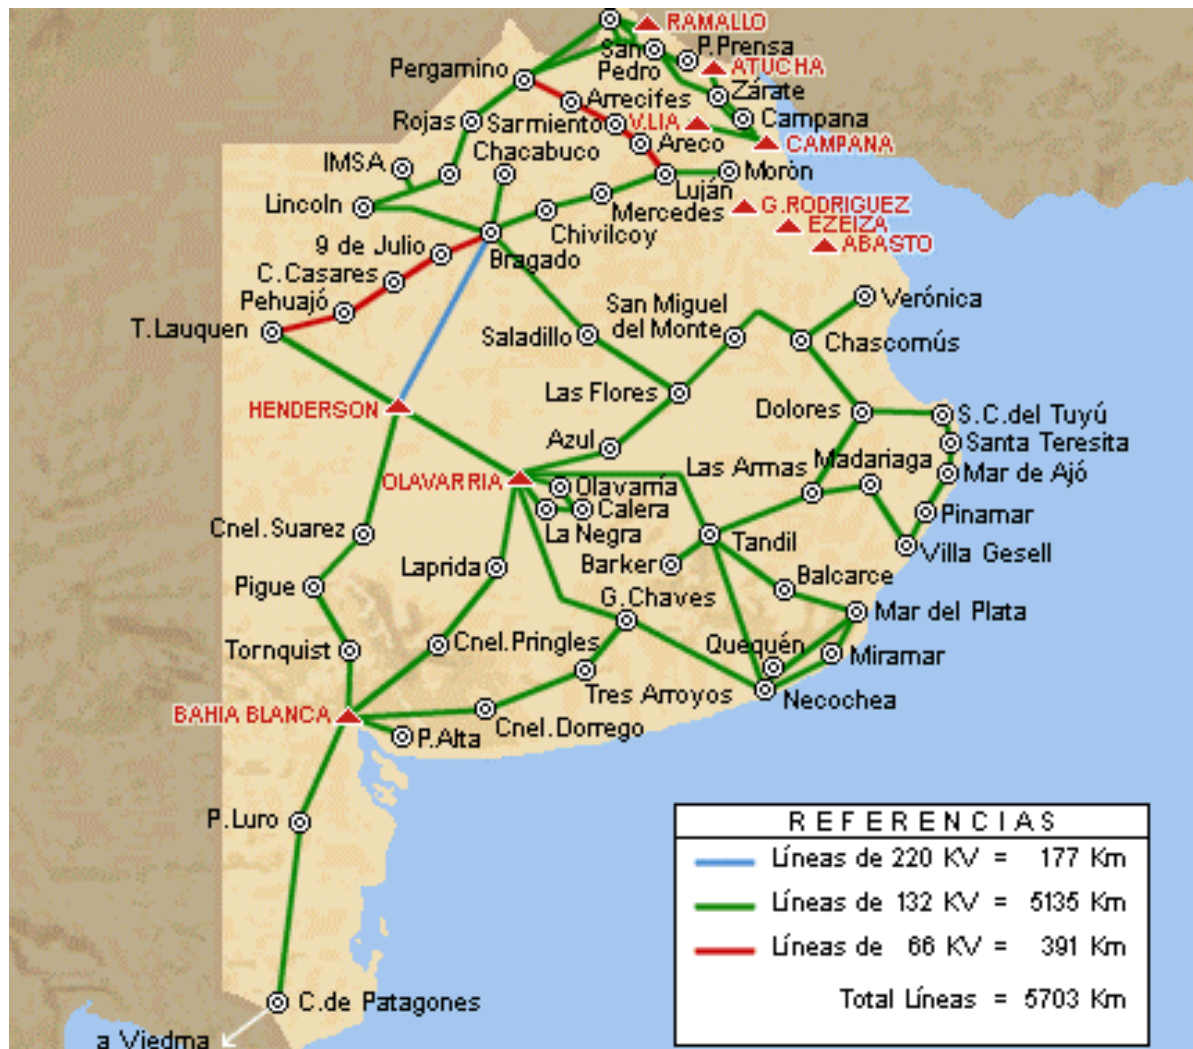 RAMALLO
San
Pedro
P.Prensa
Pergamino
ATUCHA
Arrecifes
Zárate
Rojas
Sarmiento
V.LIA
Campana
Chacabuco
Areco
CAMPANA
IMSA
Luján
Morón
Lincoln
Mercedes
G.RODRIGUEZ
Chivilcoy
EZEIZA
9 de Julio
Bragado
ABASTO
C.Casares
Pehuajó
San Miguel
del Monte
Verónica
T.Lauquen
Saladillo
Chascomús
HENDERSON
Las Flores
Dolores
S.C.del Tuyú
Azul
Santa Teresita
Las Armas
Madariaga
Mar de Ajó
OLAVARRIA
Olavarría
Calera
Pinamar
Cnel.Suarez
La Negra
Tandil
Villa Gesell
Laprida
Barker
Balcarce
Pigue
G.Chaves
Mar del Plata
Tornquist
Cnel.Pringles
Quequén
Miramar
Tres Arroyos
Necochea
BAHIA BLANCA
P.Alta
Cnel.Dorrego
P.Luro
REFERENCIAS
Líneas de 220 KV = 177 Km
Líneas de 132 KV = 5135 Km
Líneas de 66 KV = 391 Km
Total Líneas = 5703 Km
C.de Patagones
a Viedma